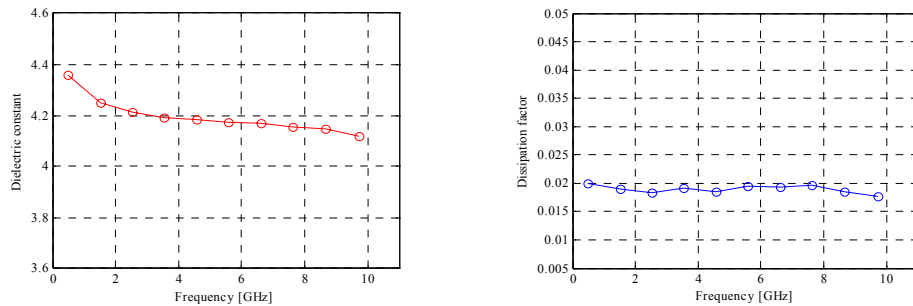 4.6
4.4
4.2
4
3.8
3.6
0 2 4 6 8 10
Frequency [GHz]
Dielectric constant
0.05
0.045
0.04
0.035
0.03
0.025
0.02
0.015
0.01
0.005
0 2 4 6 8 10
Frequency [GHz]
Dissipation factor